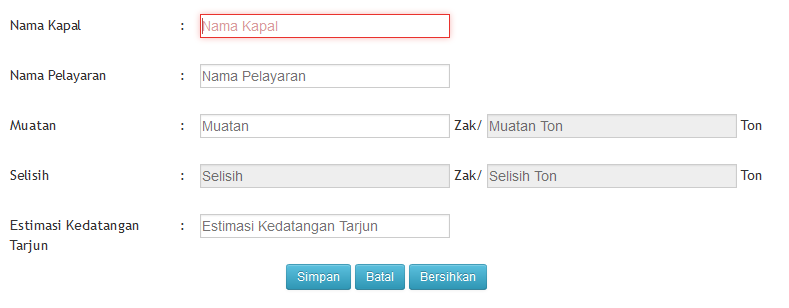 Nama Kapal : Nama Kapal
Nama Pelayaran : Nama Pelayaran
Muatan : Muatan Zak/ Muatan Ton Ton
Selisih : Selisih Zak/ Selisih Ton Ton
Estimasi Kedatangan : Estimasi Kedatangan Tarjun
Tarjun
Simpan Batal Bersihkan